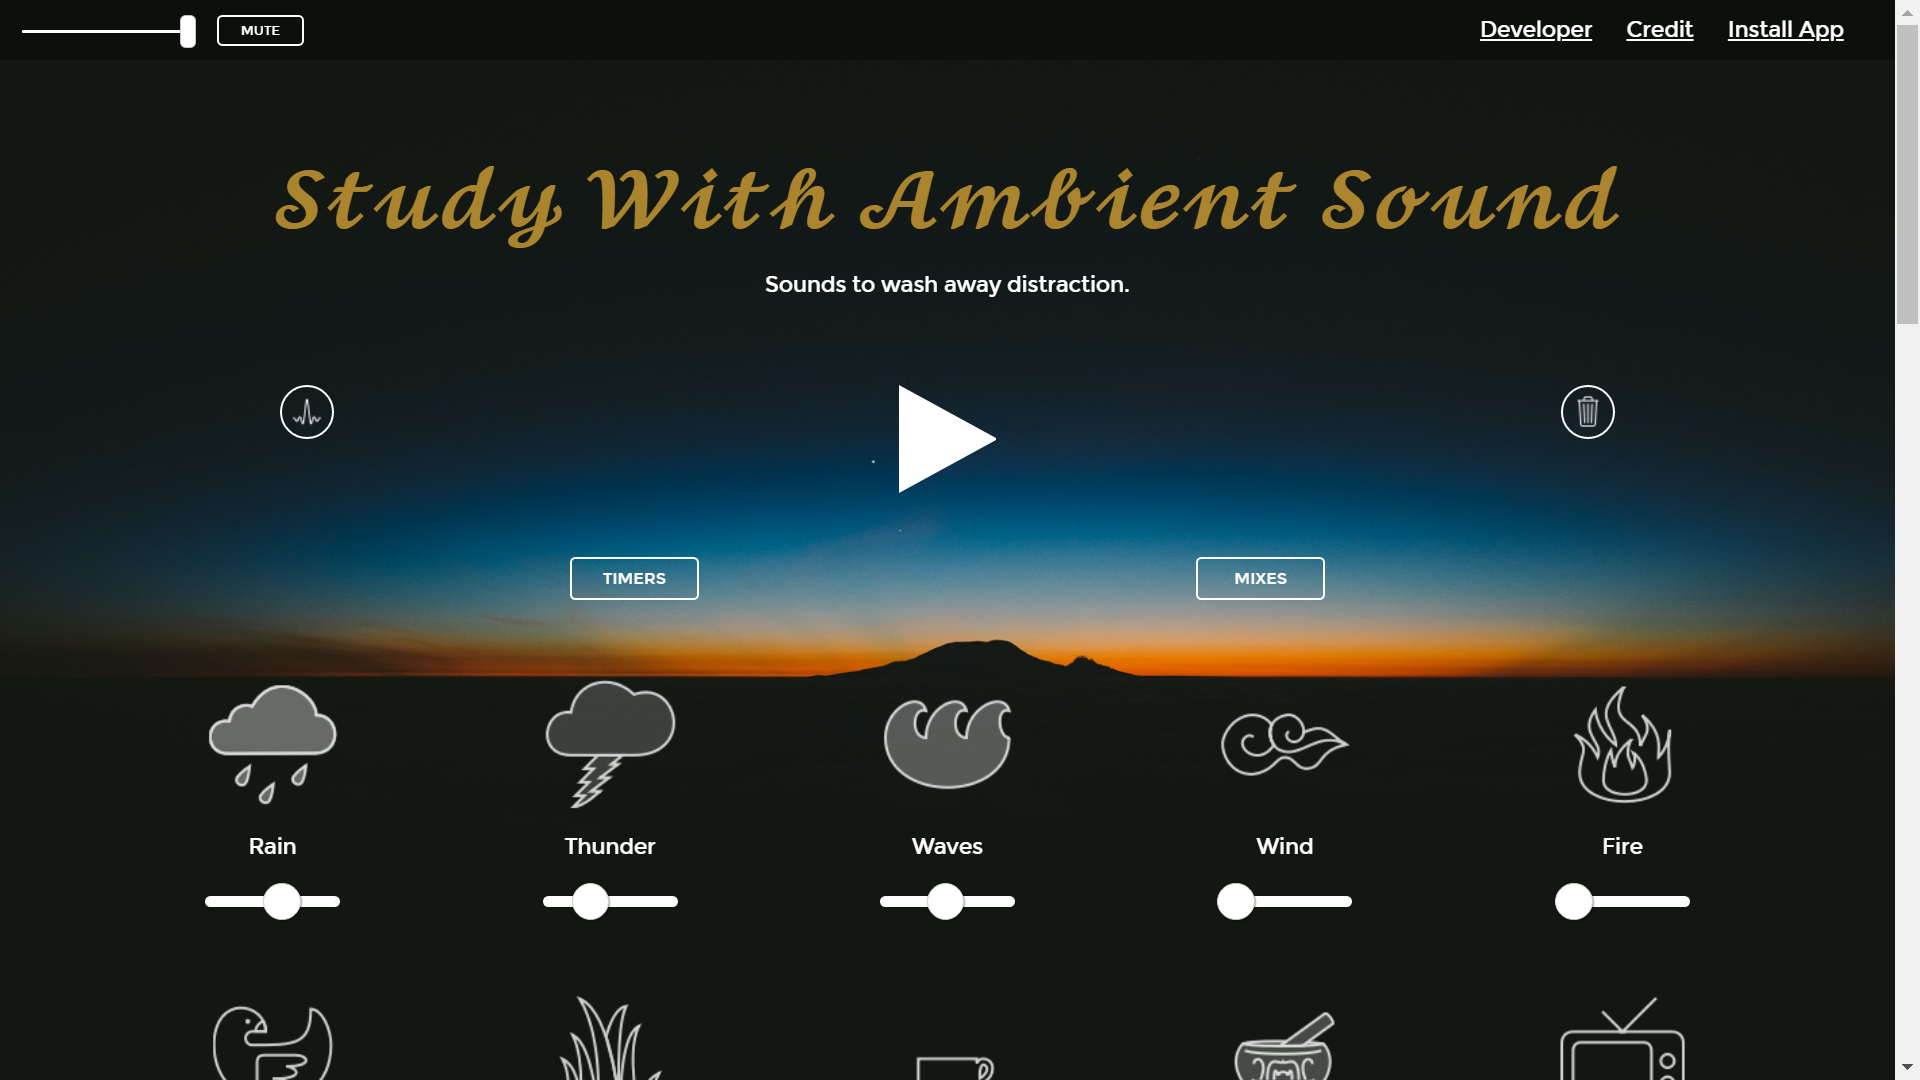 MUTE
Developer Credit Install App
Study With Ambient Sound
Sounds to wash away distraction.
TIMERS
MIXES
Rain
Thunder
Waves
Wind
Fire